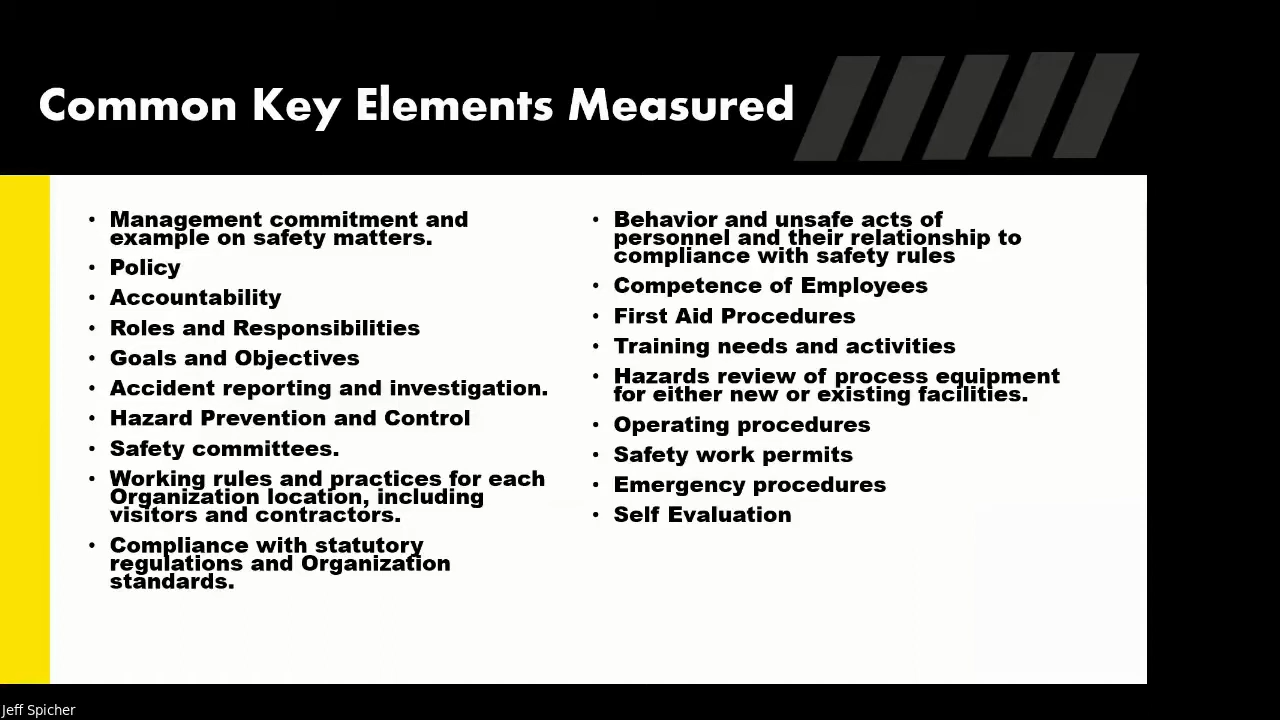 Common Key Elements Measured
• Management commitment and
example on safety matters.
• Policy
• Accountability
• Roles and Responsibilities
• Goals and Objectives
• Accident reporting and investigation.
• Hazard Prevention and Control
• Safety committees.
• Working rules and practices for each
Organization location, including
visitors and contractors.
• Compliance with statutory
regulations and Organization
standards.
• Behavior and unsafe acts of
personnel and their relationship to
compliance with safety rules
• Competence of Employees
• First Aid Procedures
• Training needs and activities
• Hazards review of process equipment
for either new or existing facilities.
• Operating procedures
• Safety work permits
• Emergency procedures
• Self Evaluation
Jeff Spicher